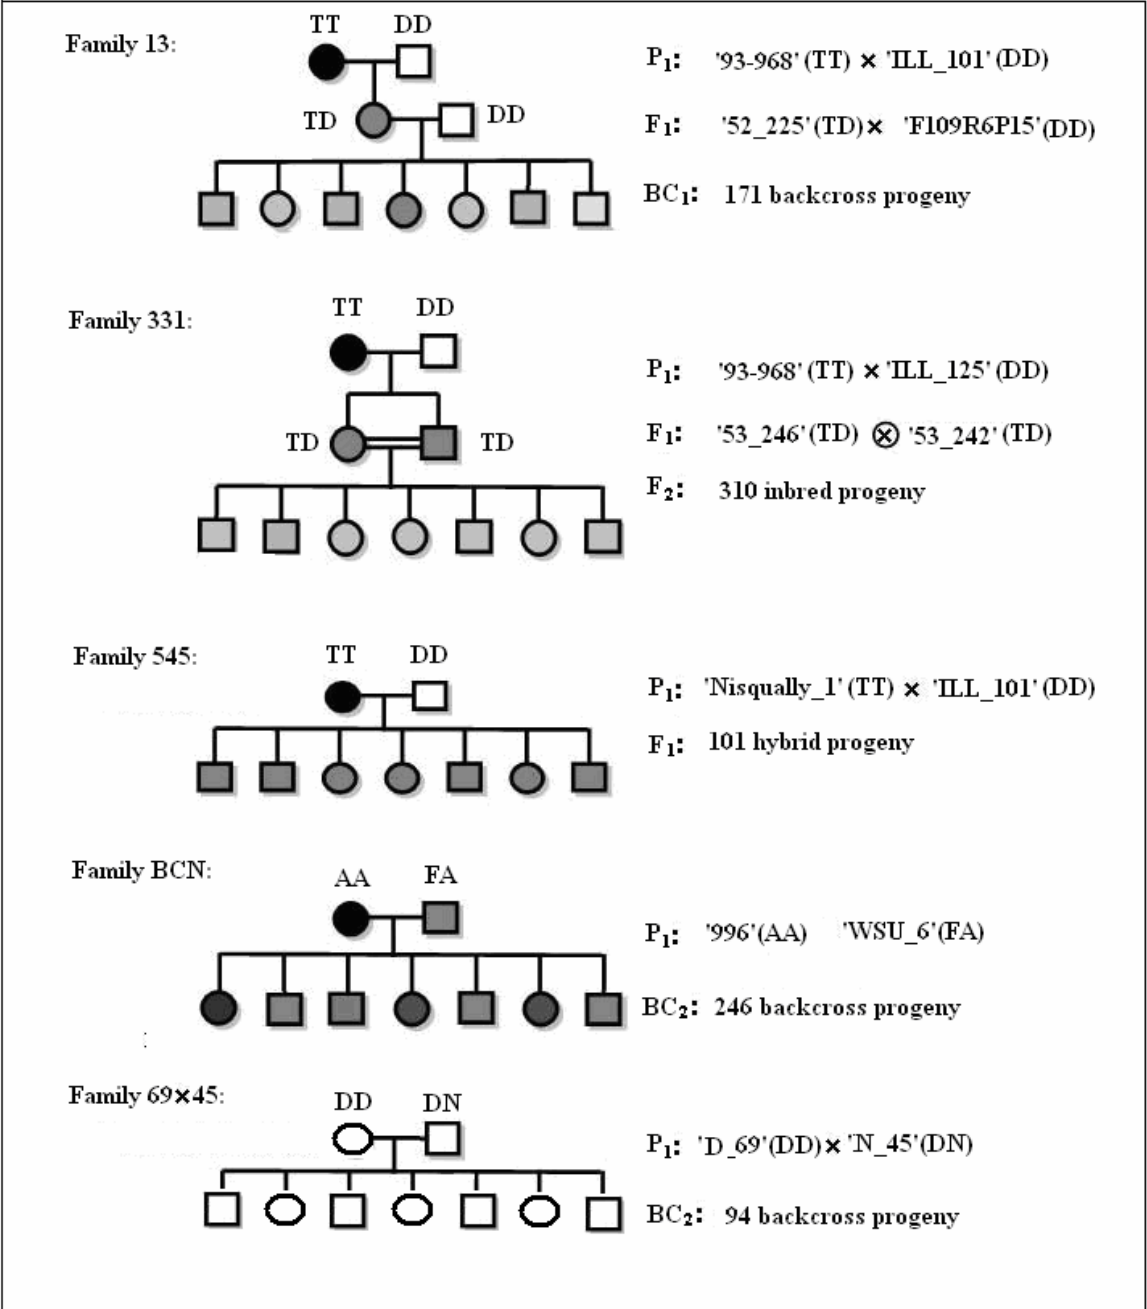 Family 13:
TT DD
TD DD
P1: '93-968' (TT) × 'ILL_101' (DD)
F1: '52_225' (TD) × 'F109R6P15' (DD)
BC1: 171 backcross progeny
Family 331:
TT DD
TD TD
P1: '93-968' (TT) × 'ILL_125' (DD)
F1: '53_246' (TD) ⊗ '53_242' (TD)
F2: 310 inbred progeny
Family 545:
TT DD
P1: 'Nisqually_1' (TT) × 'ILL_101' (DD)
F1: 101 hybrid progeny
Family BCN:
AA FA
P1: '996'(AA) 'WSU_6'(FA)
BC2: 246 backcross progeny
Family 69×45:
DD DN
P1: 'D_69'(DD) × 'N_45'(DN)
BC2: 94 backcross progeny